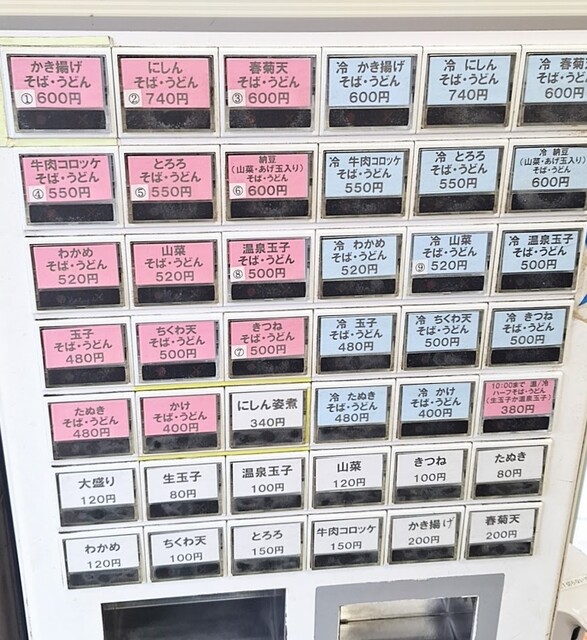 かき揚げ
そば・うどん
①600円
にしん
そば・うどん
②740円
春菊天
そば・うどん
③600円
冷 かき揚げ
そば・うどん
600円
冷 にしん
そば・うどん
740円
冷 春菊天
そば・うどん
600円
牛肉コロッケ
そば・うどん
④550円
とろろ
そば・うどん
⑤550円
納豆
(山菜・あげ玉入り)
そば・うどん
⑥600円
冷 牛肉コロッケ
そば・うどん
550円
冷 とろろ
そば・うどん
550円
冷 納豆
(山菜・あげ玉入り)
そば・うどん
600円
わかめ
そば・うどん
520円
山菜
そば・うどん
520円
温泉玉子
そば・うどん
⑧500円
冷 わかめ
そば・うどん
520円
冷 山菜
そば・うどん
⑨520円
冷 温泉玉子
そば・うどん
500円
玉子
そば・うどん
480円
ちくわ天
そば・うどん
500円
きつね
そば・うどん
⑦500円
冷 玉子
そば・うどん
480円
冷 ちくわ天
そば・うどん
500円
冷 きつね
そば・うどん
500円
たぬき
そば・うどん
480円
かけ
そば・うどん
400円
にしん姿煮
340円
冷 たぬき
そば・うどん
480円
冷 かけ
そば・うどん
400円
10:00まで 温/冷
ハーフそば・うどん
(生玉子か温泉玉子)
380円
大盛り
120円
生玉子
80円
温泉玉子
100円
山菜
120円
きつね
100円
たぬき
80円
わかめ
120円
ちくわ天
100円
とろろ
150円
牛肉コロッケ
150円
かき揚げ
200円
春菊天
200円